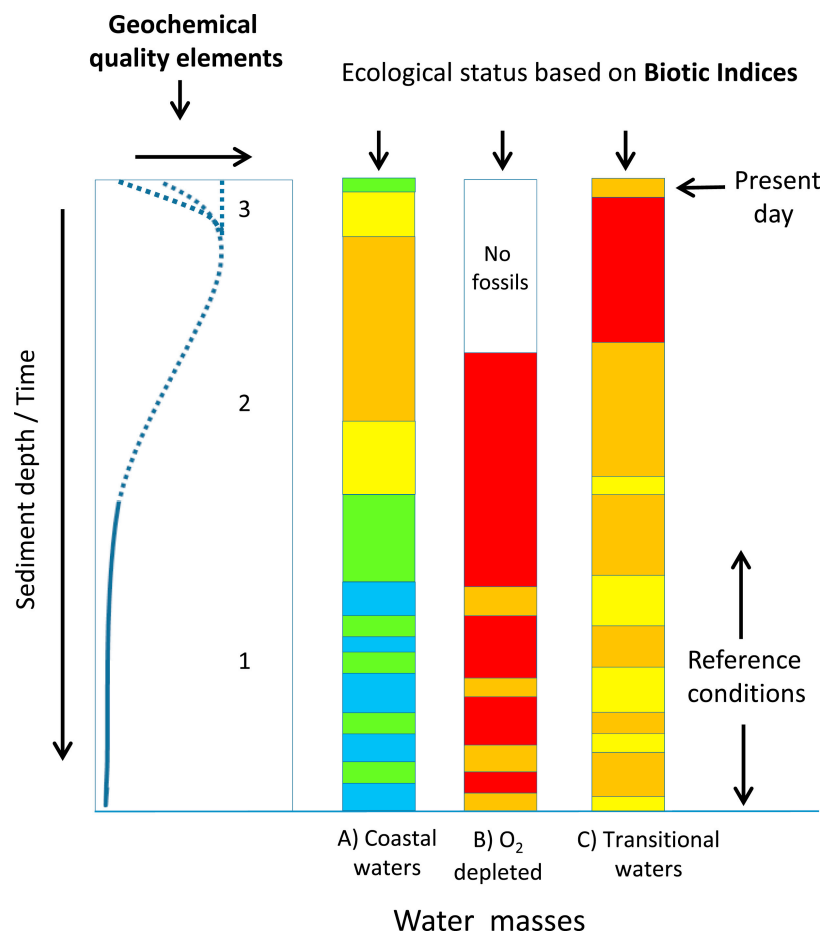 Geochemical
quality elements
Ecological status based on Biotic Indices
Present
day
3
No
fossils
2
Sediment depth / Time
1
Reference
conditions
A) Coastal
waters
B) O₂
depleted
C) Transitional
waters
Water masses